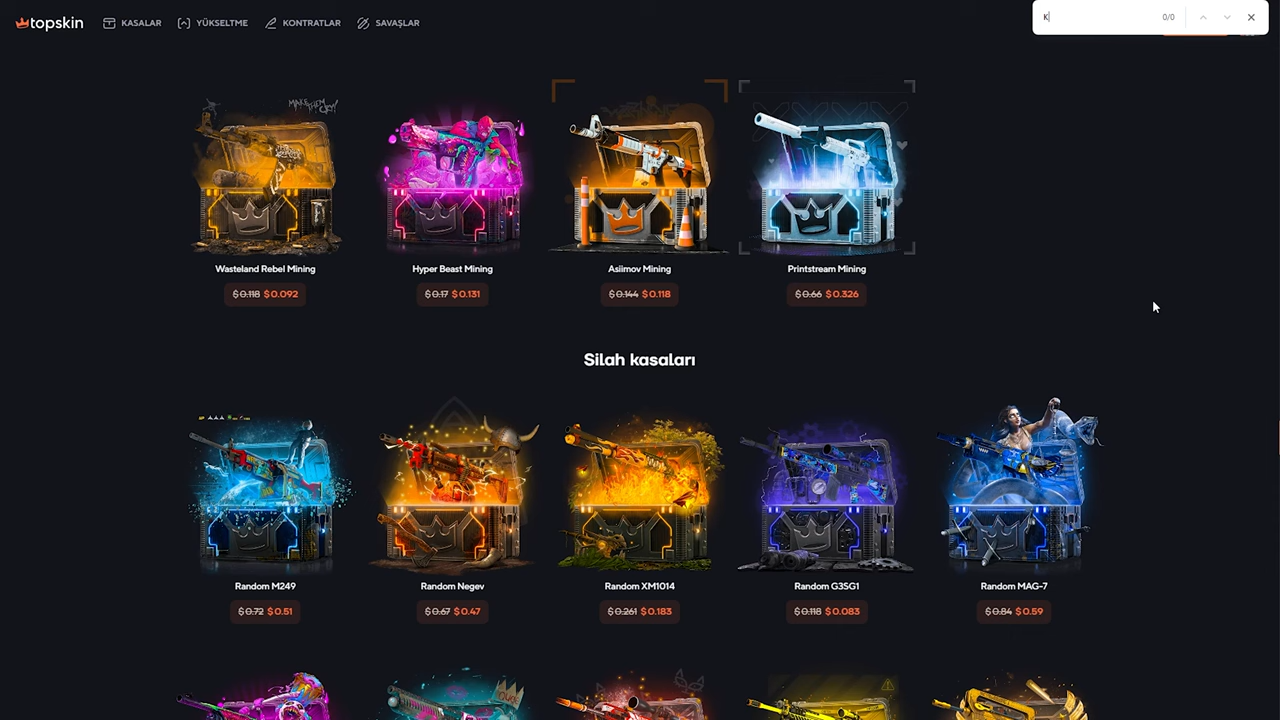 topskin
KASALAR
YÜKSELTME
KONTRATLAR
SAVAŞLAR
K
0/0
MAKE THEM CRY
Wasteland Rebel Mining
Hyper Beast Mining
Asiimov Mining
Printstream Mining
$0.118 $0.092
$0.17 $0.131
$0.144 $0.118
$0.66 $0.326
Silah kasaları
Random M249
Random Negev
Random XM1014
Random G3SG1
Random MAG-7
$0.72 $0.51
$0.67 $0.47
$0.261 $0.183
$0.118 $0.083
$0.84 $0.59